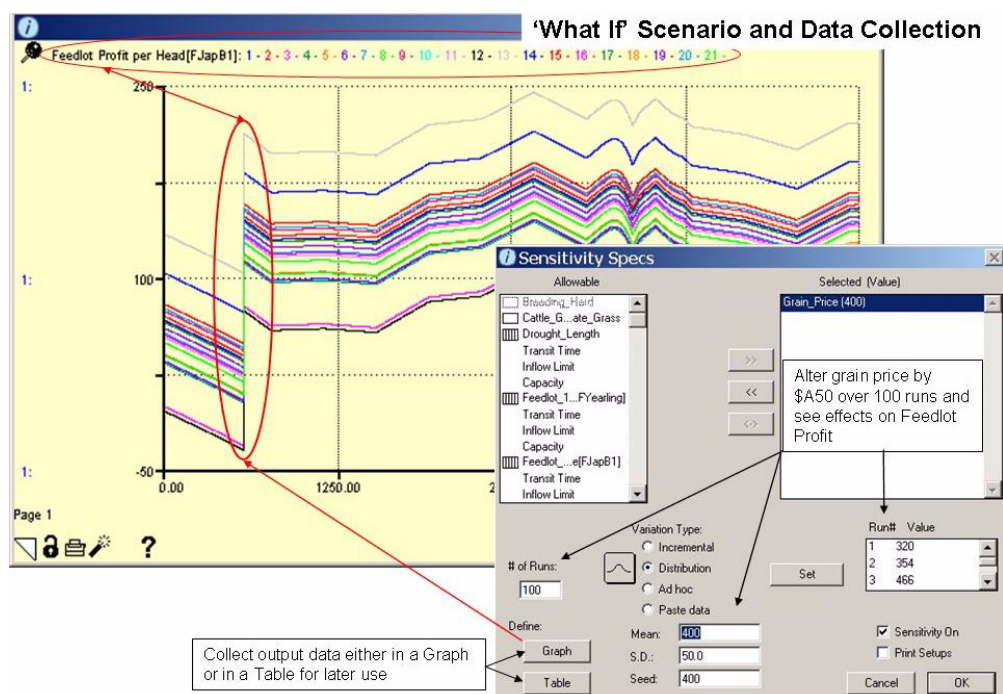 'What If' Scenario and Data Collection
Feedlot Profit per Head[FJapB1]: 1 - 2 - 3 - 4 - 5 - 6 - 7 - 8 - 9 - 10 - 11 - 12 - 13 - 14 - 15 - 16 - 17 - 18 - 19 - 20 - 21 -
1:
250
1:
100
1:
-50
0.00
1250.00
2
Page 1
?
Sensitivity Specs
Allowable
Selected (Value)
Breeding_Herd
Cattle_G...ate_Grass
Drought_Length
Transit Time
Inflow Limit
Capacity
Feedlot_1...FYearling]
Transit Time
Inflow Limit
Capacity
Feedlot_...e[FJapB1]
Transit Time
Inflow Limit
>>
<<
<->
Grain_Price (400)
Alter grain price by
$A50 over 100 runs and
see effects on Feedlot
Profit
# of Runs:
100
Variation Type:
Incremental
Distribution
Ad hoc
Paste data
Set
Run# Value
1 320
2 354
3 466
Define:
Graph
Table
Mean: 400
S.D.: 50.0
Seed: 400
Sensitivity On
Print Setups
Cancel
OK
Collect output data either in a Graph
or in a Table for later use